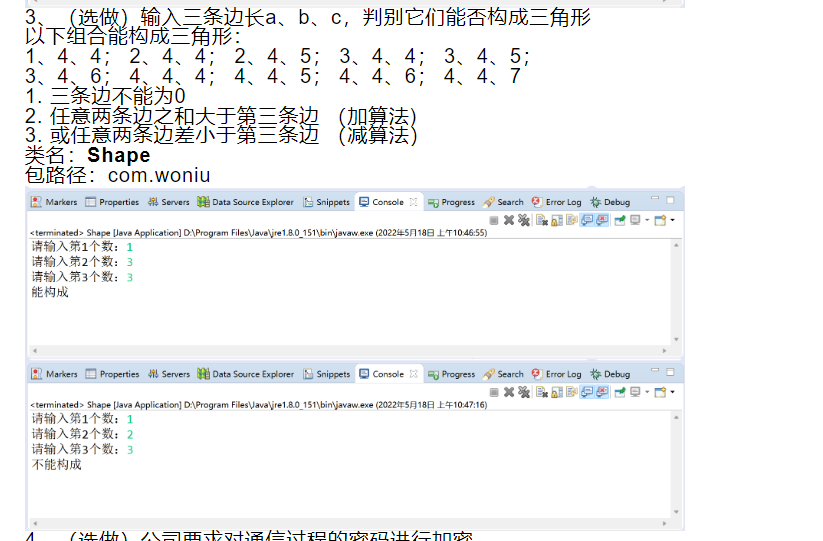 3、（选做）输入三条边长a、b、c，判别它们能否构成三角形
以下组合能构成三角形：
1、4、4； 2、4、4； 2、4、5； 3、4、4； 3、4、5；
3、4、6； 4、4、4； 4、4、5； 4、4、6； 4、4、7
1. 三条边不能为0
2. 任意两条边之和大于第三条边 （加算法）
3. 或任意两条边差小于第三条边 （减算法）
类名：Shape
包路径：com.woniu
Markers Properties Servers Data Source Explorer Snippets Console Progress Search Error Log Debug
<terminated> Shape [Java Application] D:\Program Files\Java\jre1.8.0_151\bin\javaw.exe (2022年5月18日 上午10:46:55)
请输入第1个数：1
请输入第2个数：3
请输入第3个数：3
能构成
Markers Properties Servers Data Source Explorer Snippets Console Progress Search Error Log Debug
<terminated> Shape [Java Application] D:\Program Files\Java\jre1.8.0_151\bin\javaw.exe (2022年5月18日 上午10:47:16)
请输入第1个数：1
请输入第2个数：2
请输入第3个数：3
不能构成
4、（选做）公司要求对通信过程的密码进行加密